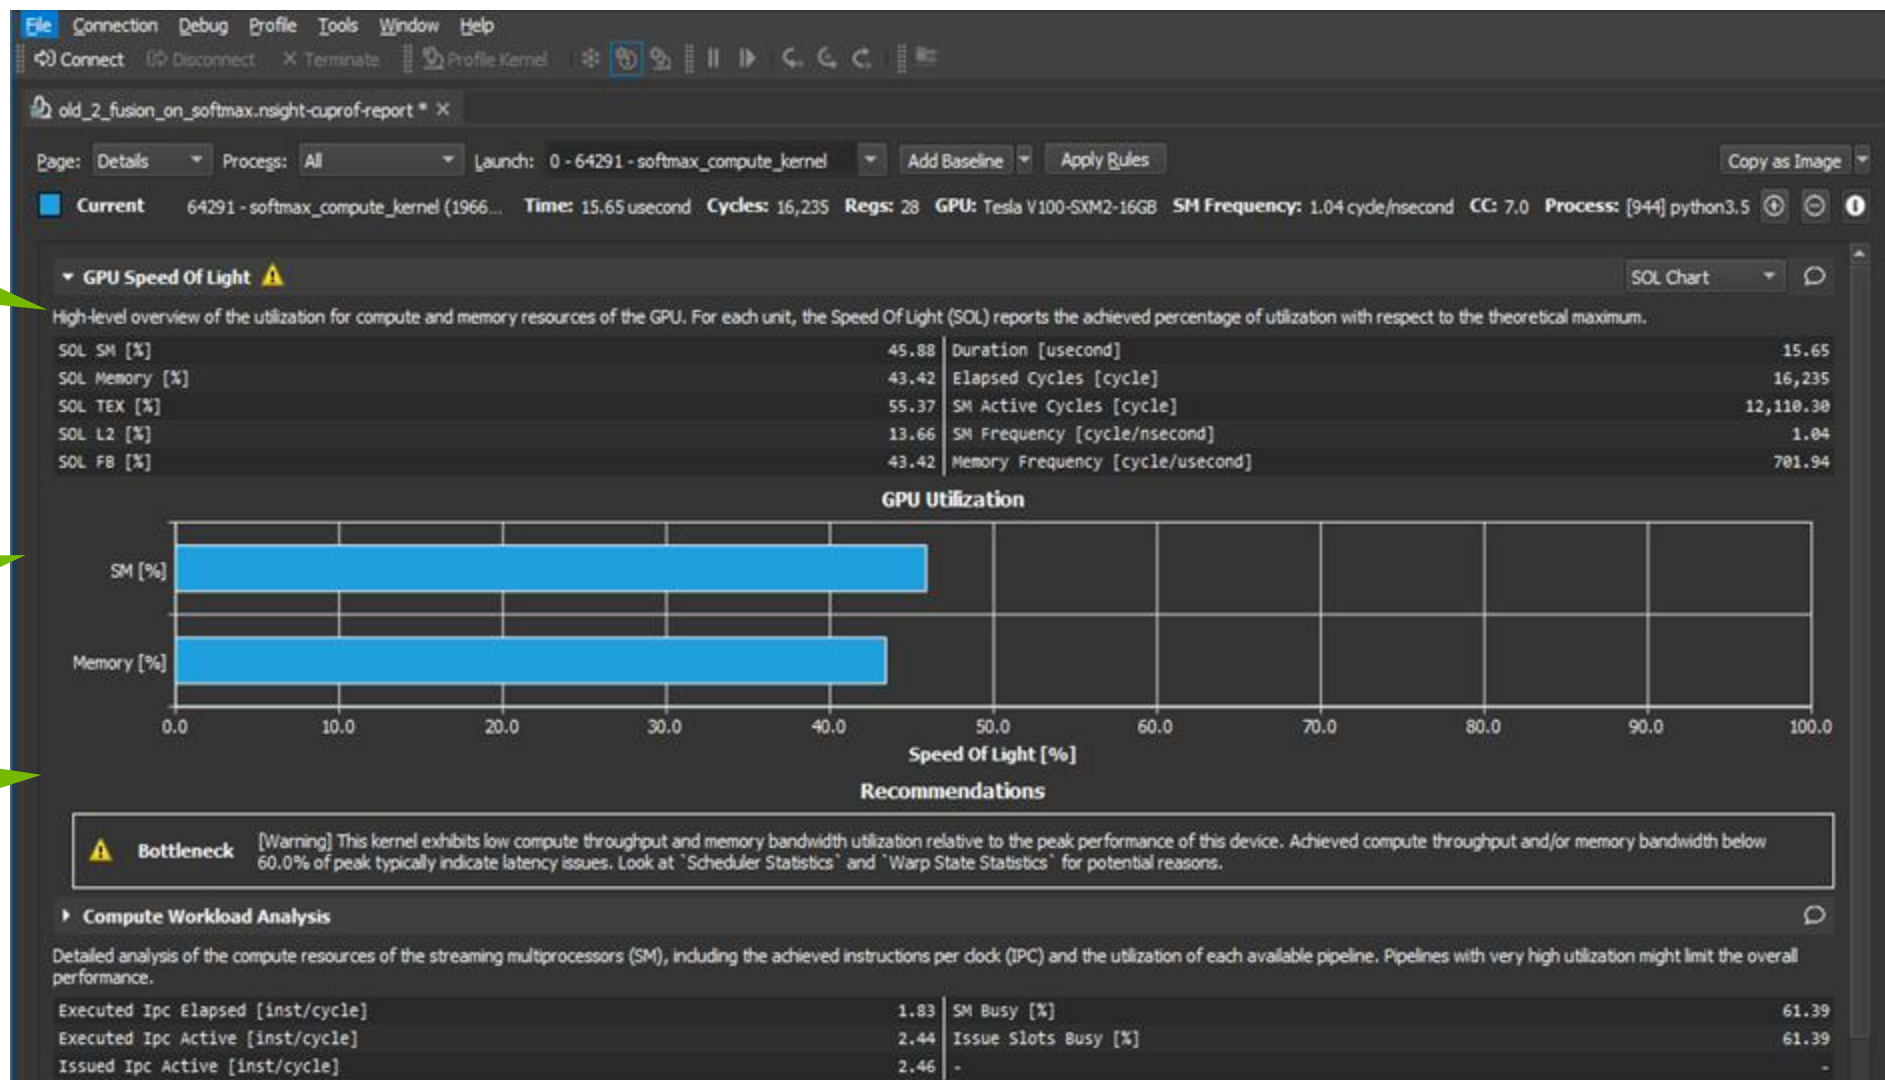 File Connection Debug Profile Tools Window Help
Connect Disconnect Terminate Profile Kernel
old_2_fusion_on_softmax.nsight-cuprof-report *
Page: Details Process: All Launch: 0 - 64291 - softmax_compute_kernel Add Baseline Apply Rules Copy as Image
Current 64291 - softmax_compute_kernel (1966... Time: 15.65 usecond Cycles: 16,235 Regs: 28 GPU: Tesla V100-SXM2-16GB SM Frequency: 1.04 cycle/nsecond CC: 7.0 Process: [944] python3.5
GPU Speed Of Light SOL Chart
High-level overview of the utilization for compute and memory resources of the GPU. For each unit, the Speed Of Light (SOL) reports the achieved percentage of utilization with respect to the theoretical maximum.
SOL SM [%] 45.88 Duration [usecond] 15.65
SOL Memory [%] 43.42 Elapsed Cycles [cycle] 16,235
SOL TEX [%] 55.37 SM Active Cycles [cycle] 12,110.30
SOL L2 [%] 13.66 SM Frequency [cycle/nsecond] 1.04
SOL FB [%] 43.42 Memory Frequency [cycle/usecond] 701.94
GPU Utilization
SM [%]
Memory [%]
0.0 10.0 20.0 30.0 40.0 50.0 60.0 70.0 80.0 90.0 100.0
Speed Of Light [%]
Recommendations
Bottleneck [Warning] This kernel exhibits low compute throughput and memory bandwidth utilization relative to the peak performance of this device. Achieved compute throughput and/or memory bandwidth below
60.0% of peak typically indicate latency issues. Look at `Scheduler Statistics` and `Warp State Statistics` for potential reasons.
Compute Workload Analysis
Detailed analysis of the compute resources of the streaming multiprocessors (SM), including the achieved instructions per clock (IPC) and the utilization of each available pipeline. Pipelines with very high utilization might limit the overall
performance.
Executed Ipc Elapsed [inst/cycle] 1.83 SM Busy [%] 61.39
Executed Ipc Active [inst/cycle] 2.44 Issue Slots Busy [%] 61.39
Issued Ipc Active [inst/cycle] 2.46 - -